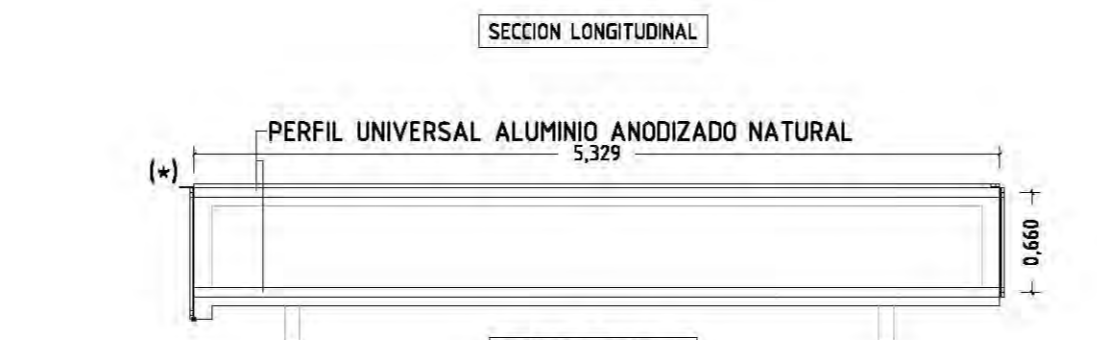 SECCION LONGITUDINAL
PERFIL UNIVERSAL ALUMINIO ANODIZADO NATURAL
5,329
(*)
0,660